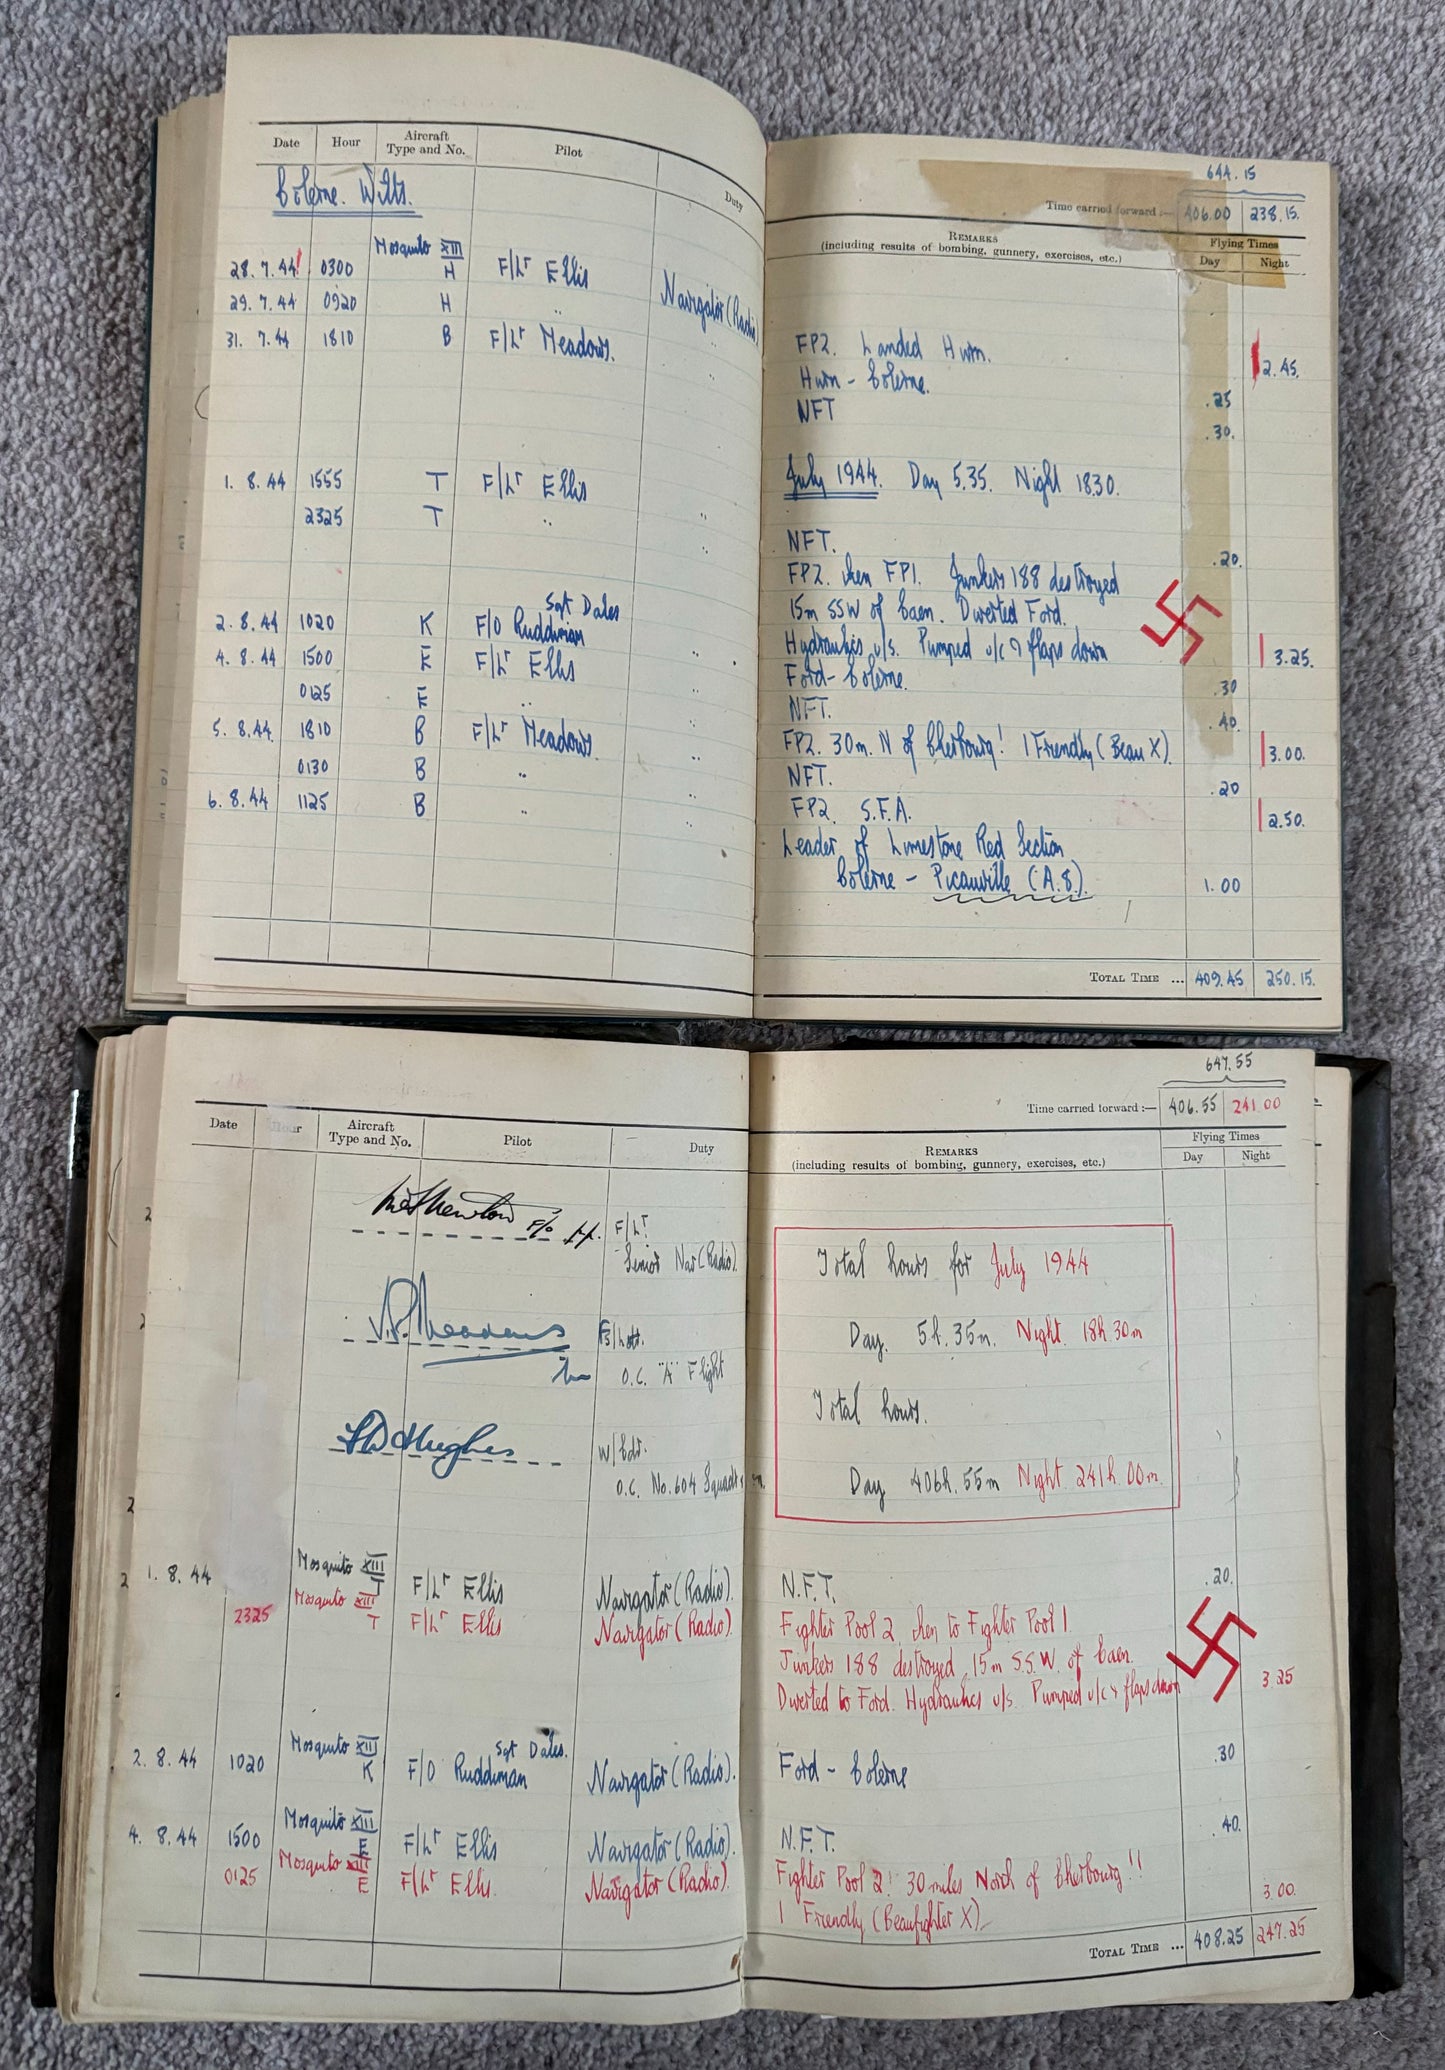 Date Hour Aircraft Type and No. Pilot Duty
Colerne. Wilts.
Mosquito XIII
28.7.44 0300 H F/Lt Ellis Navigator (Radio)
29.7.44 0920 H "
31.7.44 1810 B F/Lt Meadows. "
"
1.8.44 1555 T F/Lt Ellis "
2325 T " "
Sgt Dales
2.8.44 1020 K F/O Ruddiman "
4.8.44 1500 E F/Lt Ellis "
0125 E " "
5.8.44 1810 B F/Lt Meadows. "
0130 B " "
6.8.44 1125 B " "
644.15
Time carried forward :— 406.00 238.15.
Remarks
(including results of bombing, gunnery, exercises, etc.)
Flying Times
Day Night
FP2. Landed Hurn. 2.45.
Hurn - Colerne. .25
NFT .30.
July 1944. Day 5.35. Night 1830.
NFT. .20.
FP2. then FP1. Junkers 188 destroyed
15m SSW of Caen. Diverted Ford.
Hydraulics u/s. Pumped u/c & flaps down 3.25.
Ford - Colerne. .30
NFT. .40
FP2. 30m. N of Cherbourg! 1 Friendly (Beau X). 3.00.
NFT. .20
FP2. S.F.A. 2.50.
Leader of Limestone Red Section
Colerne - Picauville (A.8). 1.00
Total Time ... 409.45 250.15.
Date Hour Aircraft Type and No. Pilot Duty
F/O pp. F/Lt
Senior Nav (Radio).
Meadows F/Lett.
O.C. "A" Flight
Hughes W/Cdr.
O.C. No. 604 Squadron.
Mosquito XIII
1.8.44 T F/Lt Ellis Navigator (Radio).
Mosquito XIII
2325 T F/Lt Ellis Navigator (Radio).
Mosquito XIII Sgt Dales.
2.8.44 1020 K F/O Ruddiman Navigator (Radio).
Mosquito XIII
4.8.44 1500 E F/Lt Ellis Navigator (Radio).
Mosquito XIII
0125 E F/Lt Ellis. Navigator (Radio).
647.55
Time carried forward :— 406.55 241.00
Remarks
(including results of bombing, gunnery, exercises, etc.)
Flying Times
Day Night
Total hours for July 1944
Day. 5h. 35m. Night. 18h. 30m
Total hours.
Day 406h. 55m Night. 241h. 00m.
N.F.T. .20.
Fighter Pool 2, then to Fighter Pool 1.
Junkers 188 destroyed 15m S.S.W. of Caen.
Diverted to Ford. Hydraulics u/s. Pumped u/c & flaps down 3.25
Ford - Colerne .30
N.F.T. .40.
Fighter Pool 2! 30 miles North of Cherbourg!! 3.00.
1 Friendly (Beaufighter X).
Total Time ... 408.25 247.25